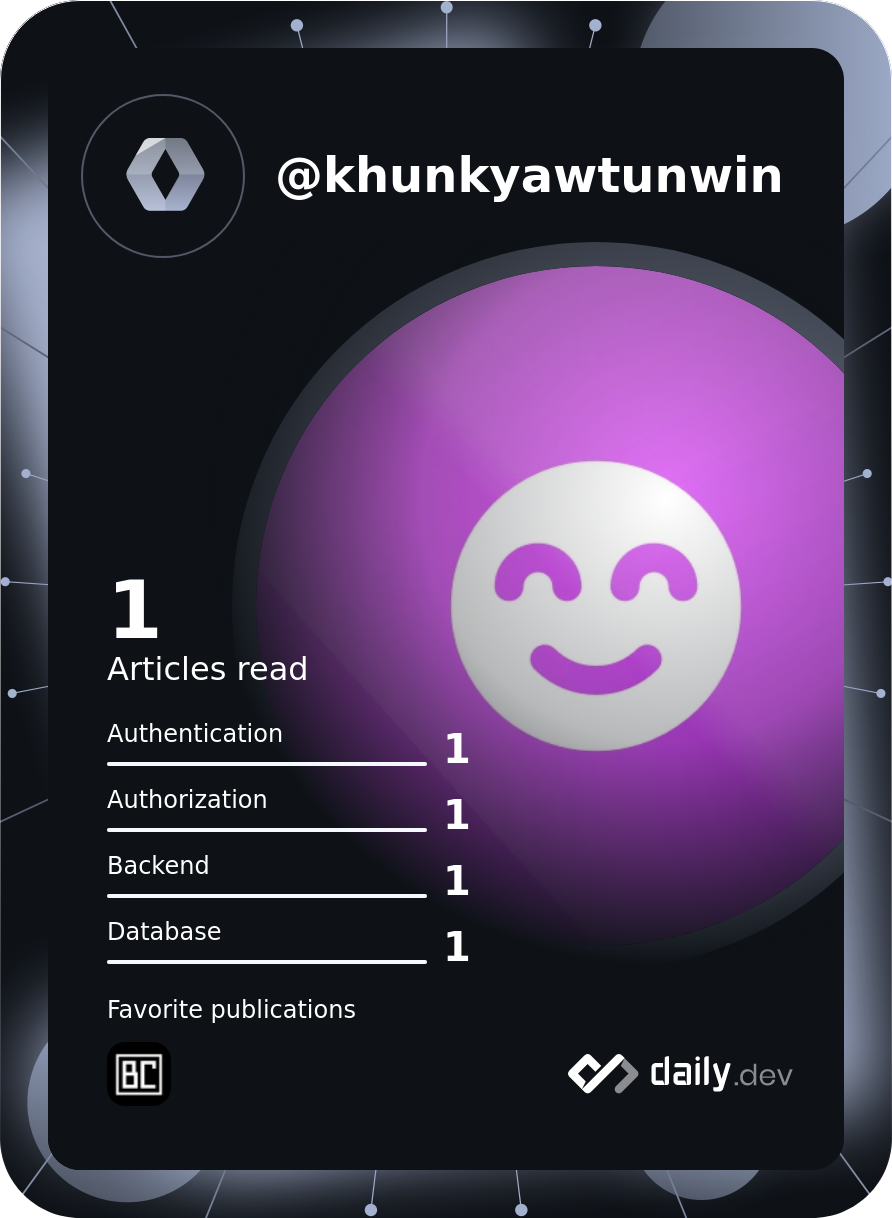 @khunkyawtunwin
1
Articles read
Authentication 1
Authorization 1
Backend 1
Database 1
Favorite publications
BC
daily.dev